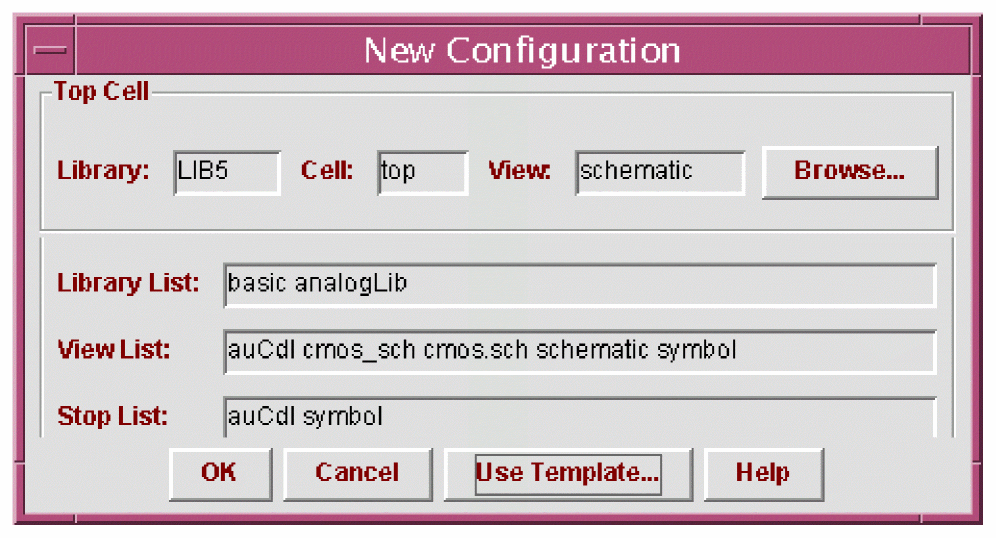 New Configuration
Top Cell
Library: LIB5 Cell: top View: schematic Browse...
Library List: basic analogLib
View List: auCdl cmos_sch cmos.sch schematic symbol
Stop List: auCdl symbol
OK Cancel Use Template... Help